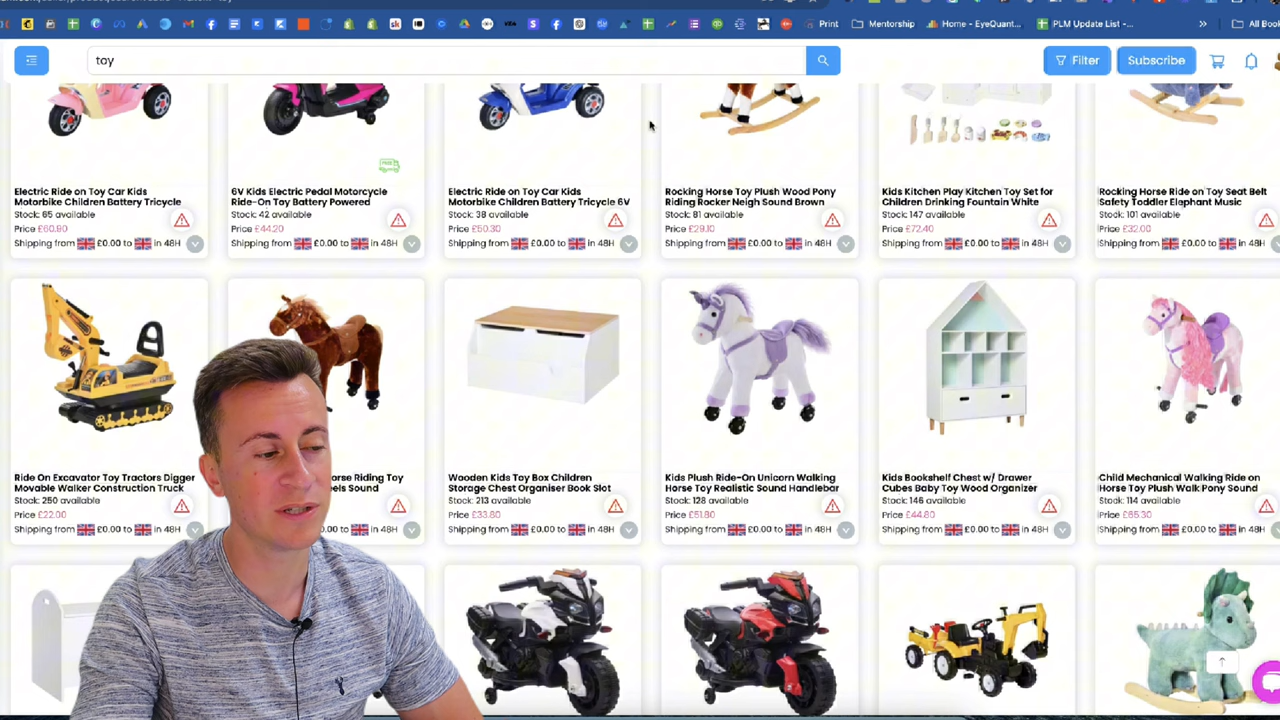 Print
Mentorship
Home - EyeQuant...
PLM Update List -...
»
All Book
toy
Filter
Subscribe
Electric Ride on Toy Car Kids
Motorbike Children Battery Tricycle
Stock: 65 available
Price £60.90
Shipping from £0.00 to in 48H
6V Kids Electric Pedal Motorcycle
Ride-On Toy Battery Powered
Stock: 42 available
Price £44.20
Shipping from £0.00 to in 48H
Electric Ride on Toy Car Kids
Motorbike Children Battery Tricycle 6V
Stock: 38 available
Price £50.30
Shipping from £0.00 to in 48H
Rocking Horse Toy Plush Wood Pony
Riding Rocker Neigh Sound Brown
Stock: 81 available
Price £29.10
Shipping from £0.00 to in 48H
Kids Kitchen Play Kitchen Toy Set for
Children Drinking Fountain White
Stock: 147 available
Price £72.40
Shipping from £0.00 to in 48H
Rocking Horse Ride on Toy Seat Belt
Safety Toddler Elephant Music
Stock: 101 available
Price £32.00
Shipping from £0.00 to in 48H
Ride On Excavator Toy Tractors Digger
Movable Walker Construction Truck
Stock: 250 available
Price £22.00
Shipping from £0.00 to in 48H
orse Riding Toy
els Sound
0.00 to in 48H
Wooden Kids Toy Box Children
Storage Chest Organiser Book Slot
Stock: 213 available
Price £33.80
Shipping from £0.00 to in 48H
Kids Plush Ride-On Unicorn Walking
Horse Toy Realistic Sound Handlebar
Stock: 128 available
Price £51.80
Shipping from £0.00 to in 48H
Kids Bookshelf Chest w/ Drawer
Cubes Baby Toy Wood Organizer
Stock: 146 available
Price £44.80
Shipping from £0.00 to in 48H
Child Mechanical Walking Ride on
Horse Toy Plush Walk Pony Sound
Stock: 114 available
Price £65.30
Shipping from £0.00 to in 48H